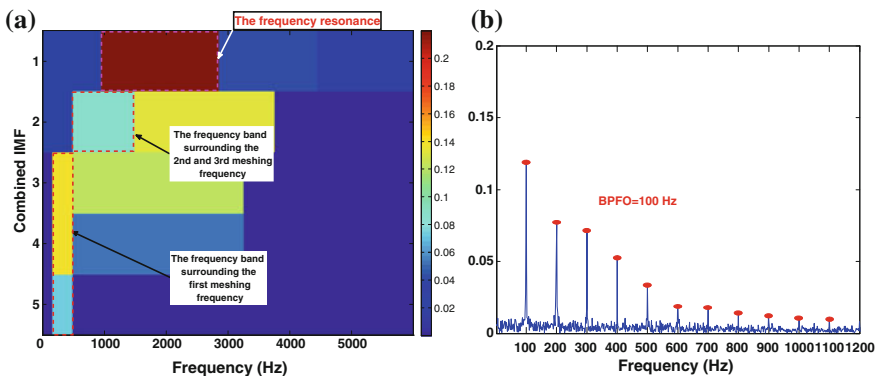 (a)
The frequency resonance
1
2
3
4
5
Combined IMF
The frequency band
surrounding the
2nd and 3rd meshing
frequency
The frequency band
surrounding the
first meshing
frequency
0
1000
2000
3000
4000
5000
Frequency (Hz)
0.2
0.18
0.16
0.14
0.12
0.1
0.08
0.06
0.04
0.02
(b)
0.2
0.15
0.1
0.05
0
BPFO=100 Hz
100 200 300 400 500 600 700 800 900 1000 1100 1200
Frequency (Hz)